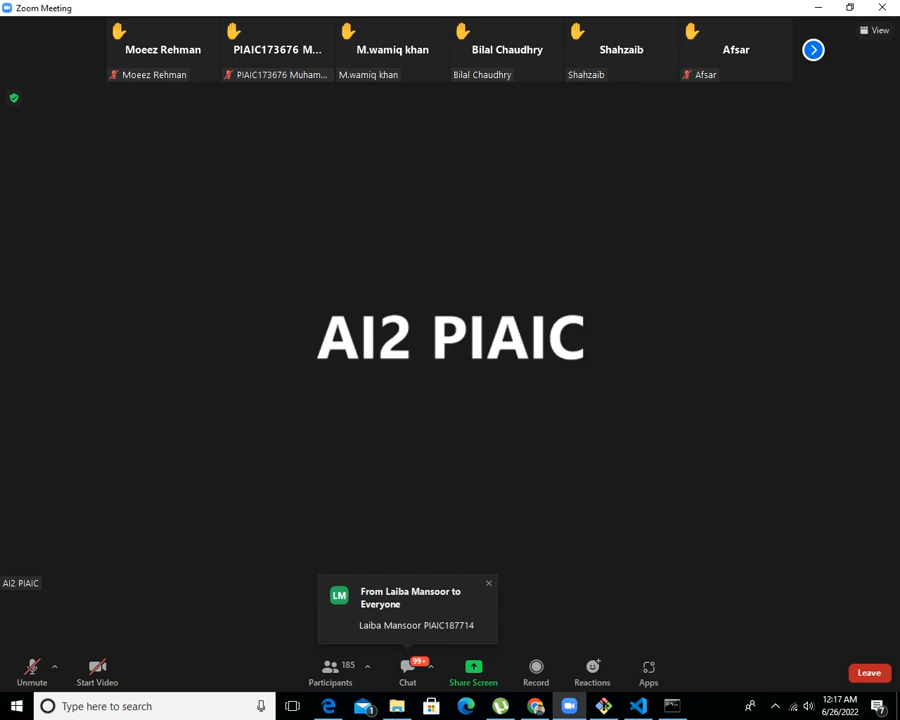 Zoom Meeting
View
Moeez Rehman
PIAIC173676 M...
M.wamiq khan
Bilal Chaudhry
Shahzaib
Afsar
Moeez Rehman
PIAIC173676 Muham...
M.wamiq khan
Bilal Chaudhry
Shahzaib
Afsar
AI2 PIAIC
AI2 PIAIC
LM
From Laiba Mansoor to
Everyone
Laiba Mansoor PIAIC187714
185
99+
Unmute
Start Video
Participants
Chat
Share Screen
Record
Reactions
Apps
Leave
Type here to search
1
12:17 AM
6/26/2022
7